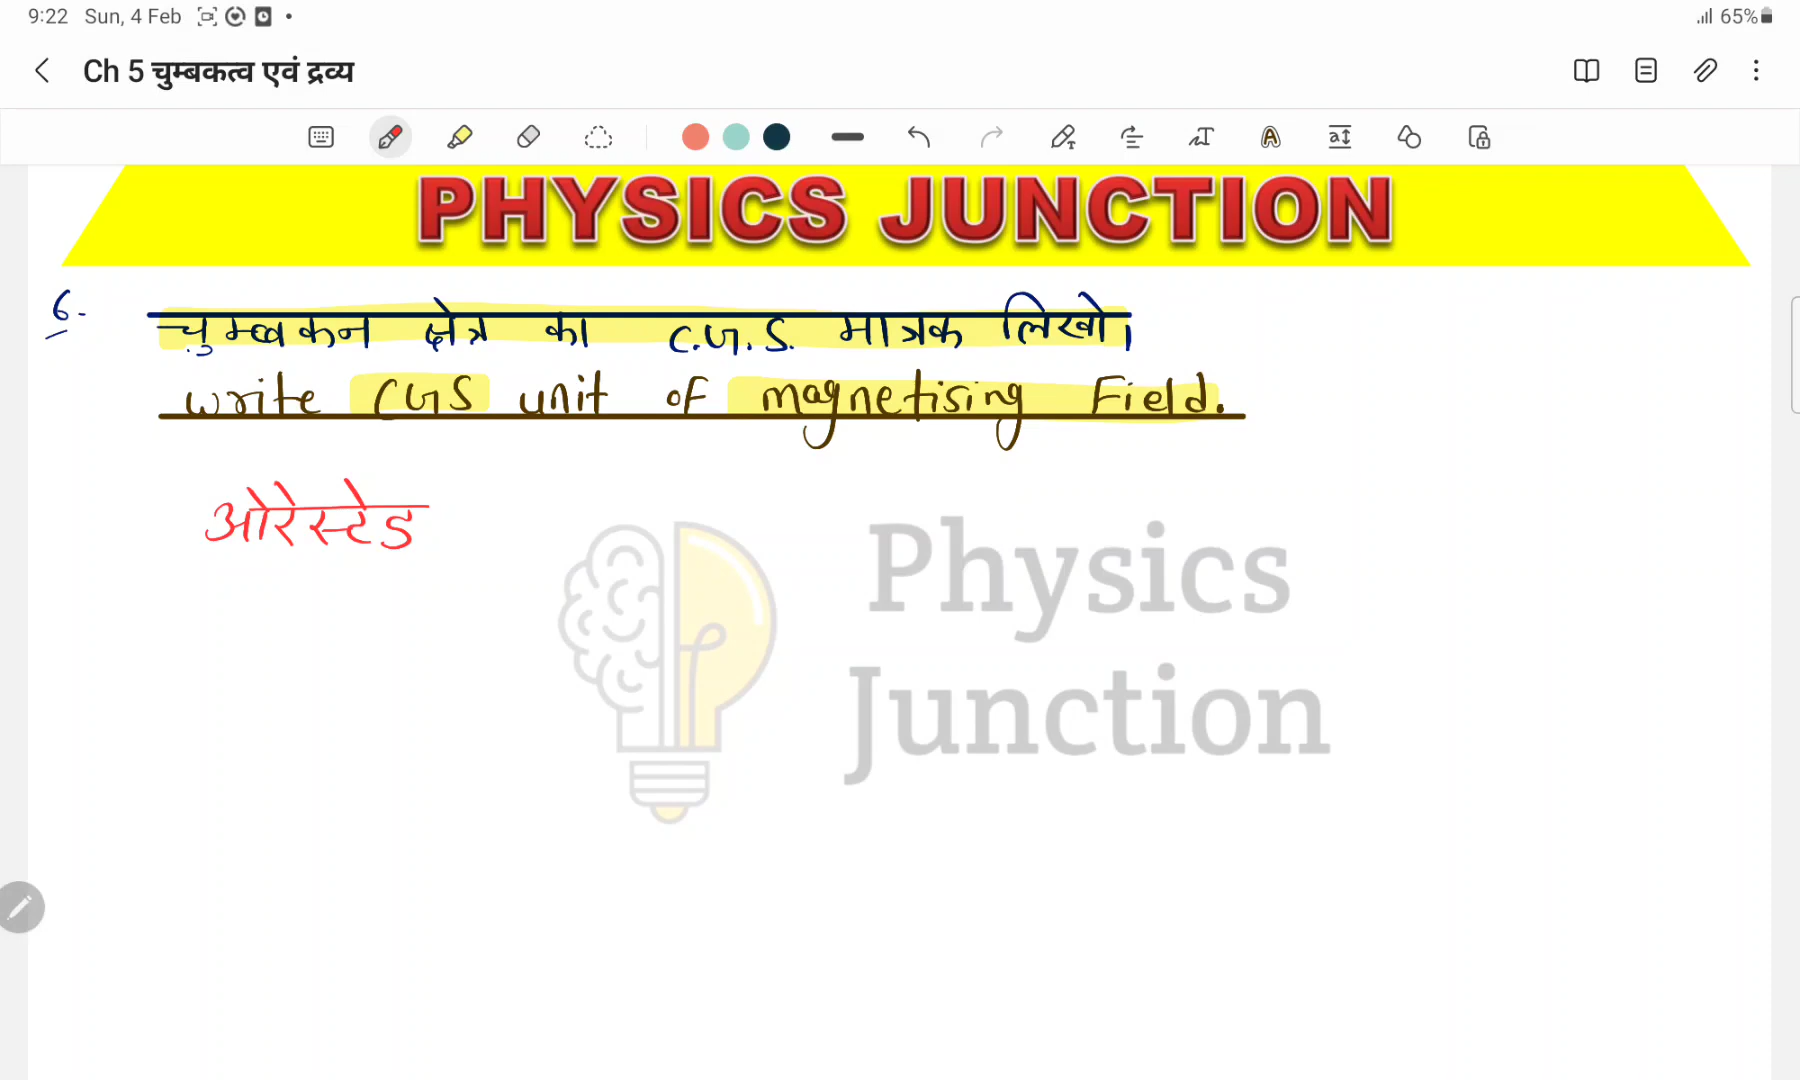 9:22 Sun, 4 Feb
65%
Ch 5 चुम्बकत्व एवं द्रव्य
PHYSICS JUNCTION
6.
चुम्बकन क्षेत्र का C.G.S. मात्रक लिखो।
write CGS unit of magnetising Field.
ओरेस्टेड
Physics
Junction